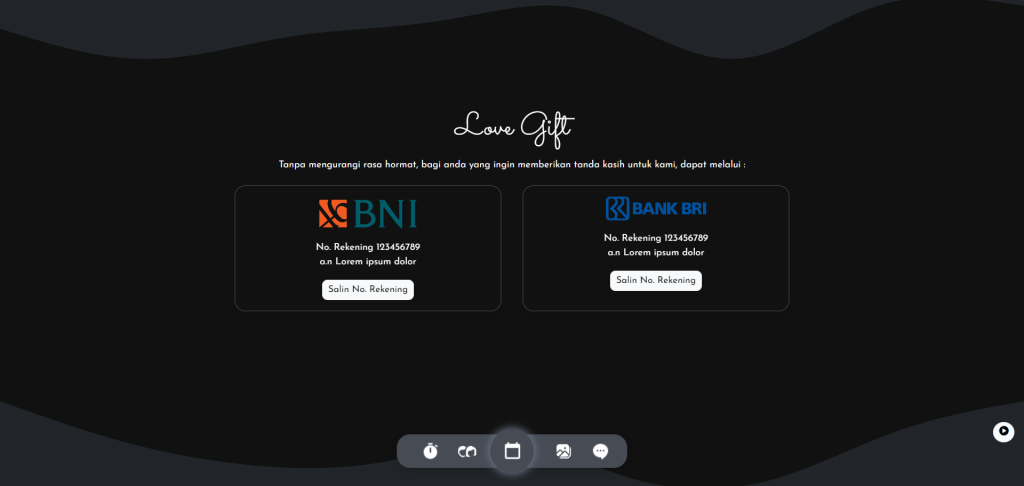 Love Gift
Tanpa mengurangi rasa hormat, bagi anda yang ingin memberikan tanda kasih untuk kami, dapat melalui :
BNI
No. Rekening 123456789
a.n Lorem ipsum dolor
Salin No. Rekening
BANK BRI
No. Rekening 123456789
a.n Lorem ipsum dolor
Salin No. Rekening